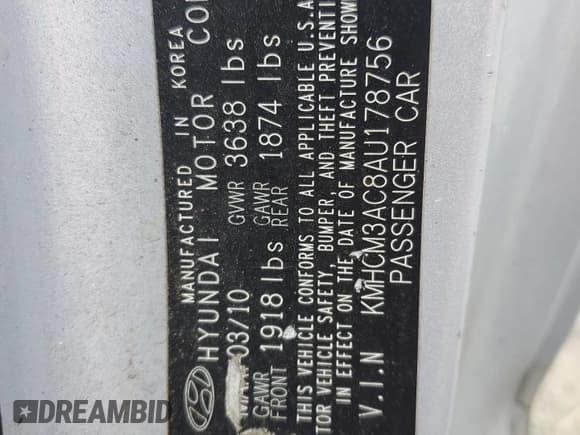 MANUFACTURED IN KOREA
HYUNDAI MOTOR
03/10 GVWR 3638 lbs
GAWR FRONT 1918 lbs GAWR REAR 1874 lbs
THIS VEHICLE CONFORMS TO ALL APPLICABLE U.S.A
VEHICLE SAFETY, BUMPER, AND THEFT
IN EFFECT ON THE DATE OF MANUFACTURE SHOW
V.I.N KMHCM3AC8AU178756
PASSENGER CAR
DREAMBID